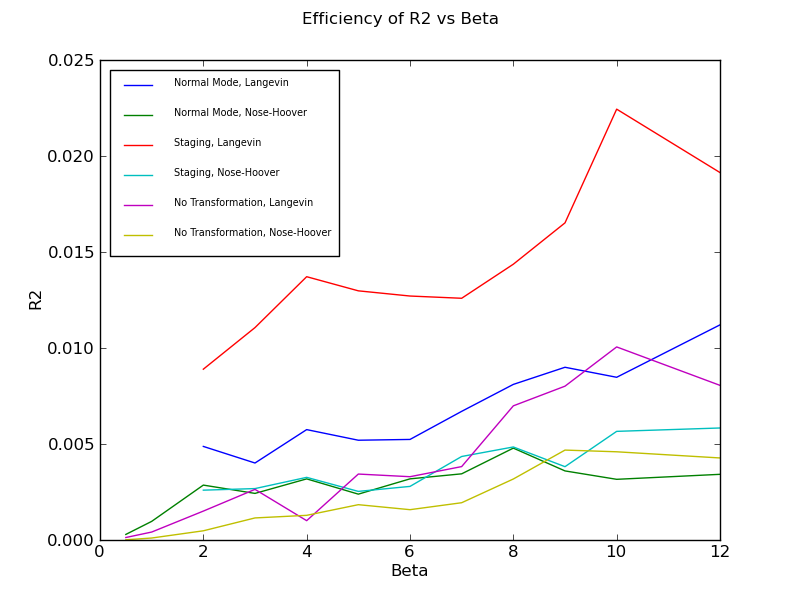 Efficiency of R2 vs Beta
0.025
0.020
0.015
0.010
0.005
0.000
R2
Normal Mode, Langevin
Normal Mode, Nose-Hoover
Staging, Langevin
Staging, Nose-Hoover
No Transformation, Langevin
No Transformation, Nose-Hoover
0 2 4 6 8 10 12
Beta